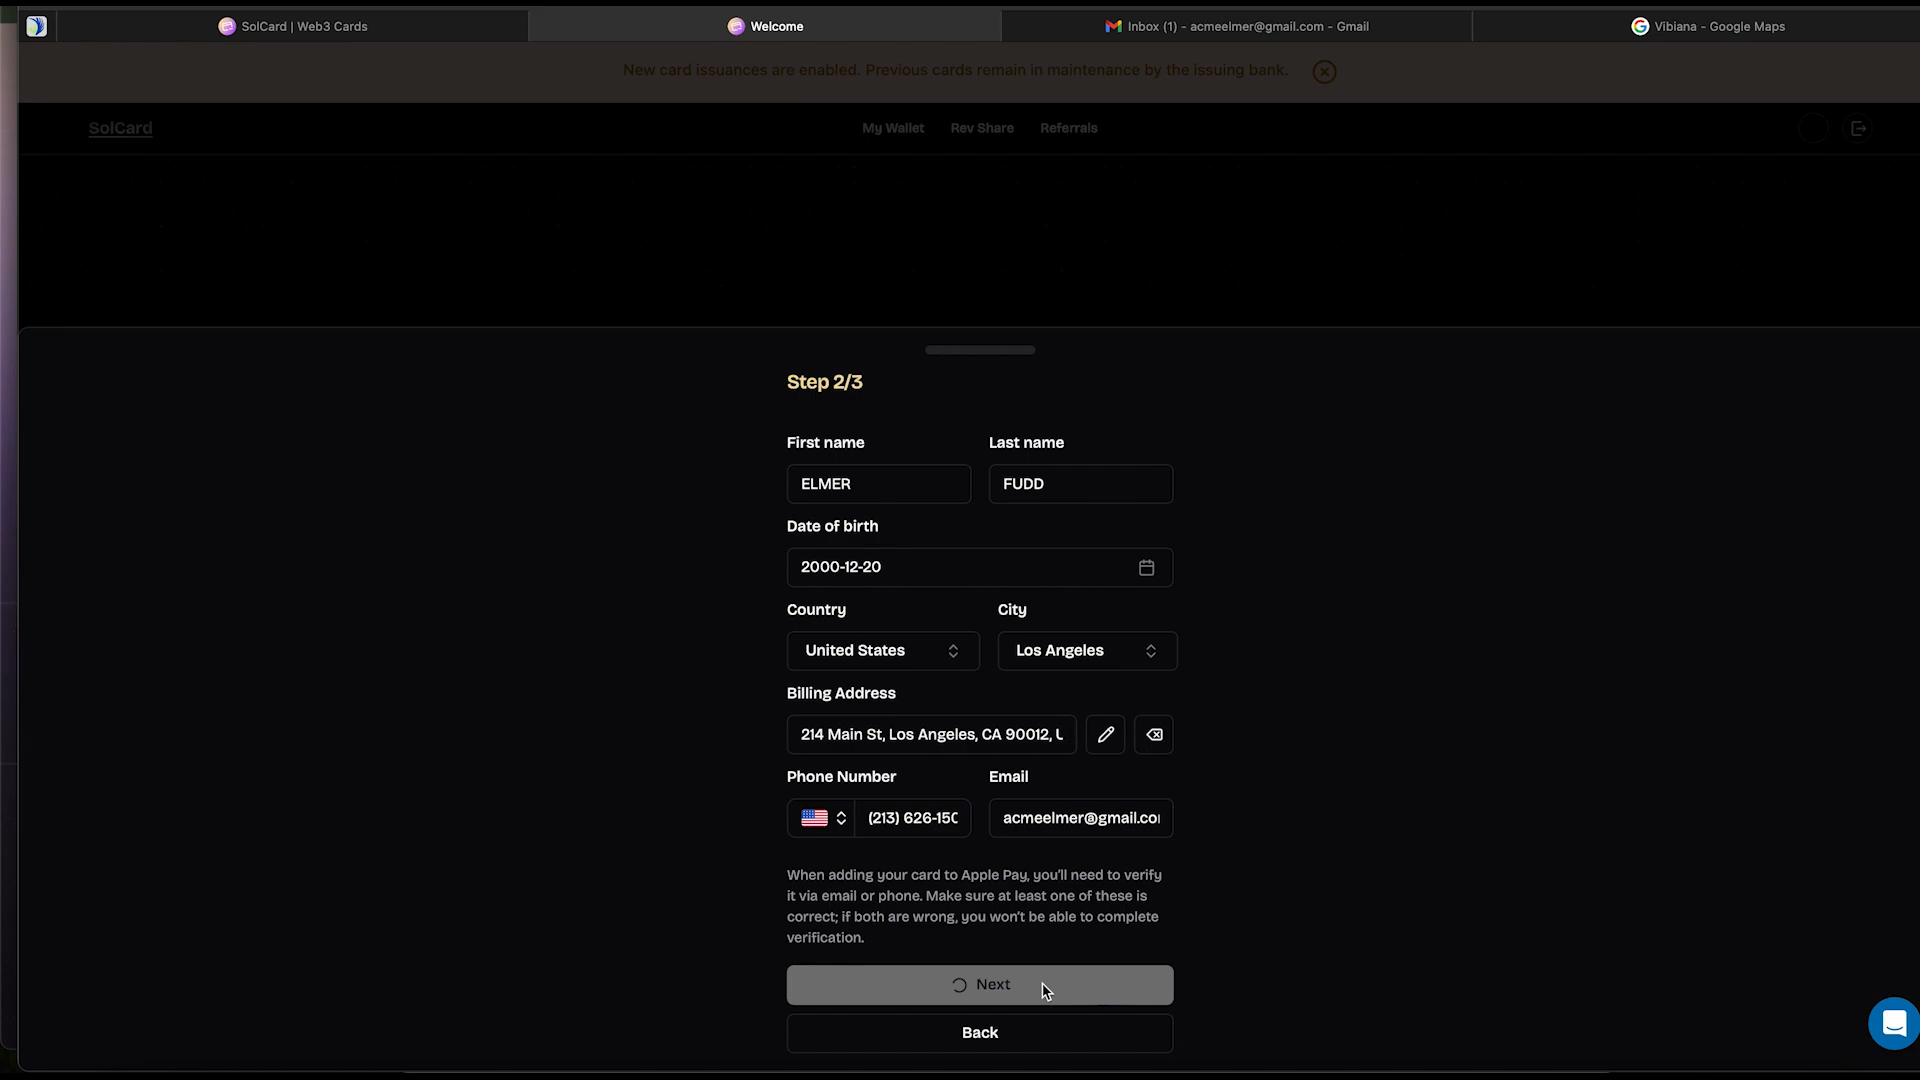 SolCard | Web3 Cards
Welcome
Inbox (1) - acmeelmer@gmail.com - Gmail
Vibiana - Google Maps
New card issuances are enabled. Previous cards remain in maintenance by the issuing bank.
SolCard
My Wallet
Rev Share
Referrals
Step 2/3
First name
Last name
ELMER
FUDD
Date of birth
2000-12-20
Country
City
United States
Los Angeles
Billing Address
214 Main St, Los Angeles, CA 90012, U
Phone Number
Email
(213) 626-150
acmeelmer@gmail.co
When adding your card to Apple Pay, you'll need to verify
it via email or phone. Make sure at least one of these is
correct; if both are wrong, you won't be able to complete
verification.
Next
Back